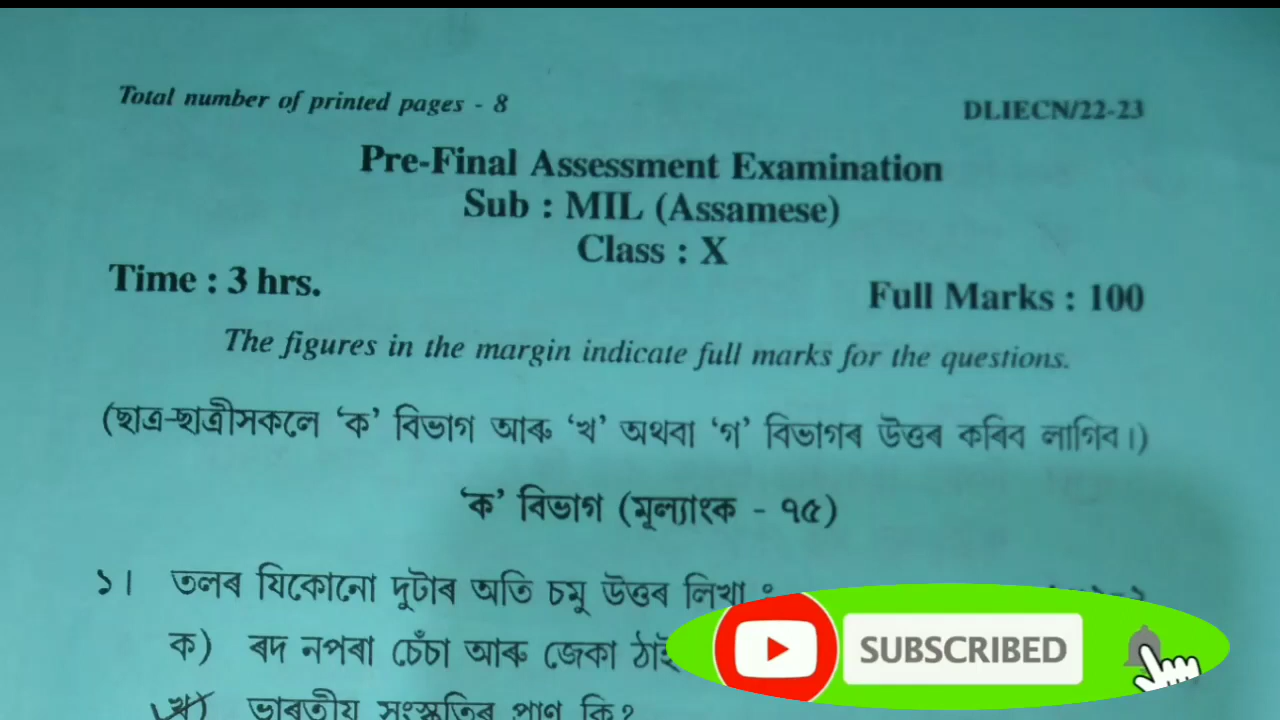 Total number of printed pages - 8
DLIECN/22-23
Pre-Final Assessment Examination
Sub : MIL (Assamese)
Class : X
Time : 3 hrs.
Full Marks : 100
The figures in the margin indicate full marks for the questions.
(ছাত্ৰ-ছাত্ৰীসকলে ‘ক’ বিভাগ আৰু ‘খ’ অথবা ‘গ’ বিভাগৰ উত্তৰ কৰিব লাগিব।)
‘ক’ বিভাগ (মূল্যাংক - ৭৫)
১। তলৰ যিকোনো দুটাৰ অতি চমু উত্তৰ লিখা ঃ
ক) ৰদ নপৰা চেঁচা আৰু জেকা ঠাই
SUBSCRIBED
খ) ভাৰতীয় সংস্কৃতিৰ প্ৰাণ কি?